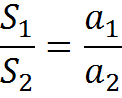 S₁/S₂ = a₁/a₂